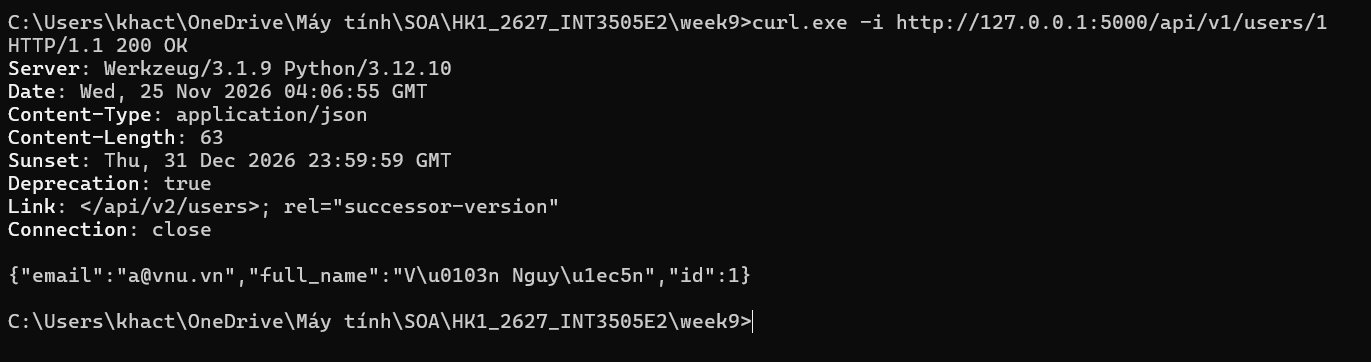 C:\Users\khact\OneDrive\Máy tính\SOA\HK1_2627_INT3505E2\week9>curl.exe -i http://127.0.0.1:5000/api/v1/users/1
HTTP/1.1 200 OK
Server: Werkzeug/3.1.9 Python/3.12.10
Date: Wed, 25 Nov 2026 04:06:55 GMT
Content-Type: application/json
Content-Length: 63
Sunset: Thu, 31 Dec 2026 23:59:59 GMT
Deprecation: true
Link: </api/v2/users>; rel="successor-version"
Connection: close
{"email":"a@vnu.vn","full_name":"V\u0103n Nguy\u1ec5n","id":1}
C:\Users\khact\OneDrive\Máy tính\SOA\HK1_2627_INT3505E2\week9>